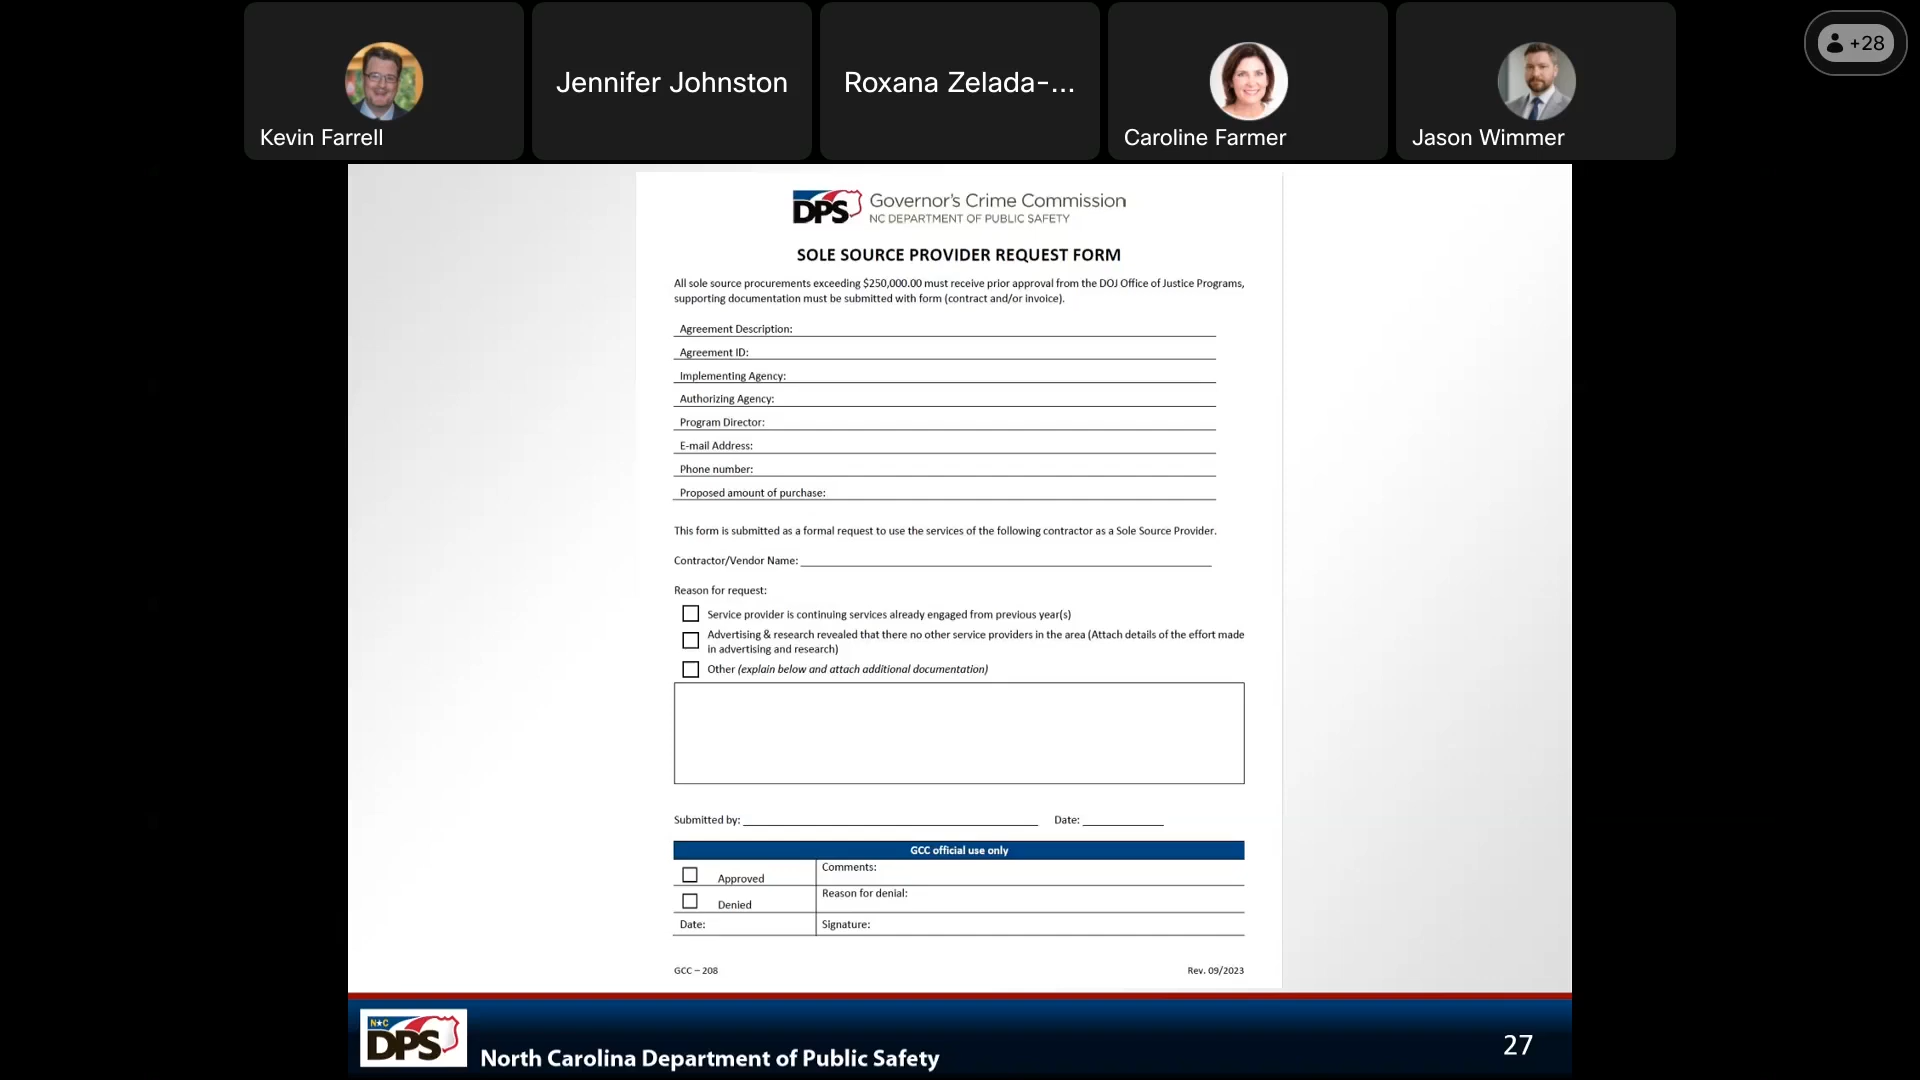 Kevin Farrell
Jennifer Johnston
Roxana Zelada-...
Caroline Farmer
Jason Wimmer
+28
DPS
Governor's Crime Commission
NC DEPARTMENT OF PUBLIC SAFETY
SOLE SOURCE PROVIDER REQUEST FORM
All sole source procurements exceeding $250,000.00 must receive prior approval from the DOJ Office of Justice Programs,
supporting documentation must be submitted with form (contract and/or invoice).
Agreement Description:
Agreement ID:
Implementing Agency:
Authorizing Agency:
Program Director:
E-mail Address:
Phone number:
Proposed amount of purchase:
This form is submitted as a formal request to use the services of the following contractor as a Sole Source Provider.
Contractor/Vendor Name:
Reason for request:
Service provider is continuing services already engaged from previous year(s)
Advertising & research revealed that there no other service providers in the area (Attach details of the effort made
in advertising and research)
Other (explain below and attach additional documentation)
Submitted by: Date:
GCC official use only
Approved
Comments:
Denied
Reason for denial:
Date:
Signature:
GCC – 208
Rev. 09/2023
N★C
DPS
North Carolina Department of Public Safety
27